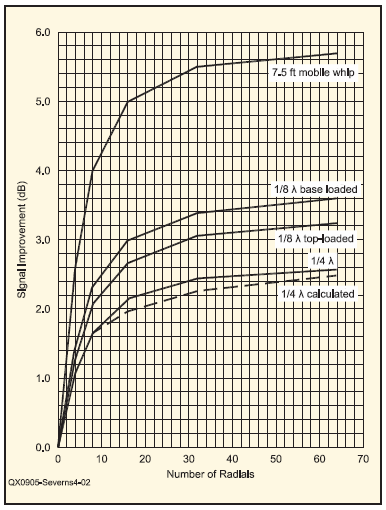 6.0
5.0
4.0
3.0
2.0
1.0
0.0
Signal Improvement (dB)
7.5 ft mobile whip
1/8 λ base loaded
1/8 λ top-loaded
1/4 λ
1/4 λ calculated
0 10 20 30 40 50 60 70
Number of Radials
QX0905-Severns4-02